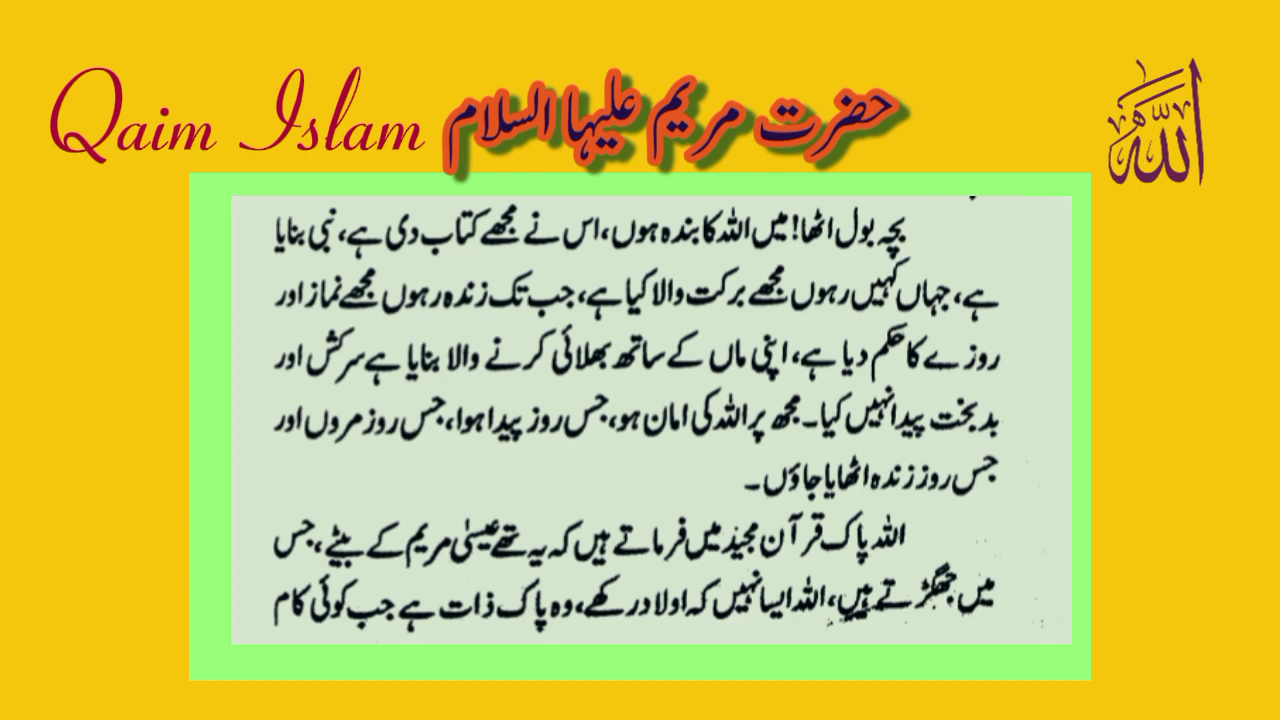 Qaim Islam
حضرت مریم علیہا السلام
اللہ
بچہ بول اٹھا! میں اللہ کا بندہ ہوں، اس نے مجھے کتاب دی ہے، نبی بنایا
ہے، جہاں کہیں رہوں مجھے برکت والا کیا ہے، جب تک زندہ رہوں مجھے نماز اور
روزے کا حکم دیا ہے، اپنی ماں کے ساتھ بھلائی کرنے والا بنایا ہے سرکش اور
بد بخت پیدا نہیں کیا۔ مجھ پر اللہ کی امان ہو، جس روز پیدا ہوا، جس روز مروں اور
جس روز زندہ اٹھایا جاؤں۔
اللہ پاک قرآن مجید میں فرماتے ہیں کہ یہ تھے عیسیٰ مریم کے بیٹے، جس
میں جھگڑتے ہیں، اللہ ایسا نہیں کہ اولاد رکھے، وہ پاک ذات ہے جب کوئی کام